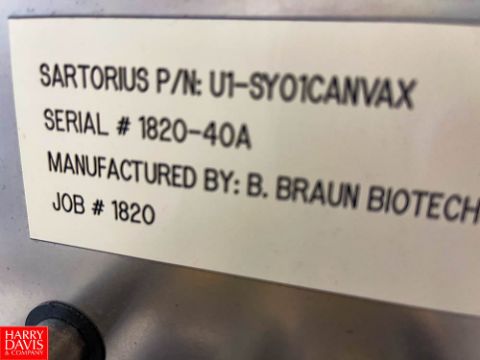 SARTORIUS P/N: U1-SY01CANVAX
SERIAL # 1820-40A
MANUFACTURED BY: B. BRAUN BIOTECH
JOB # 1820
HARRY
DAVIS
& COMPANY